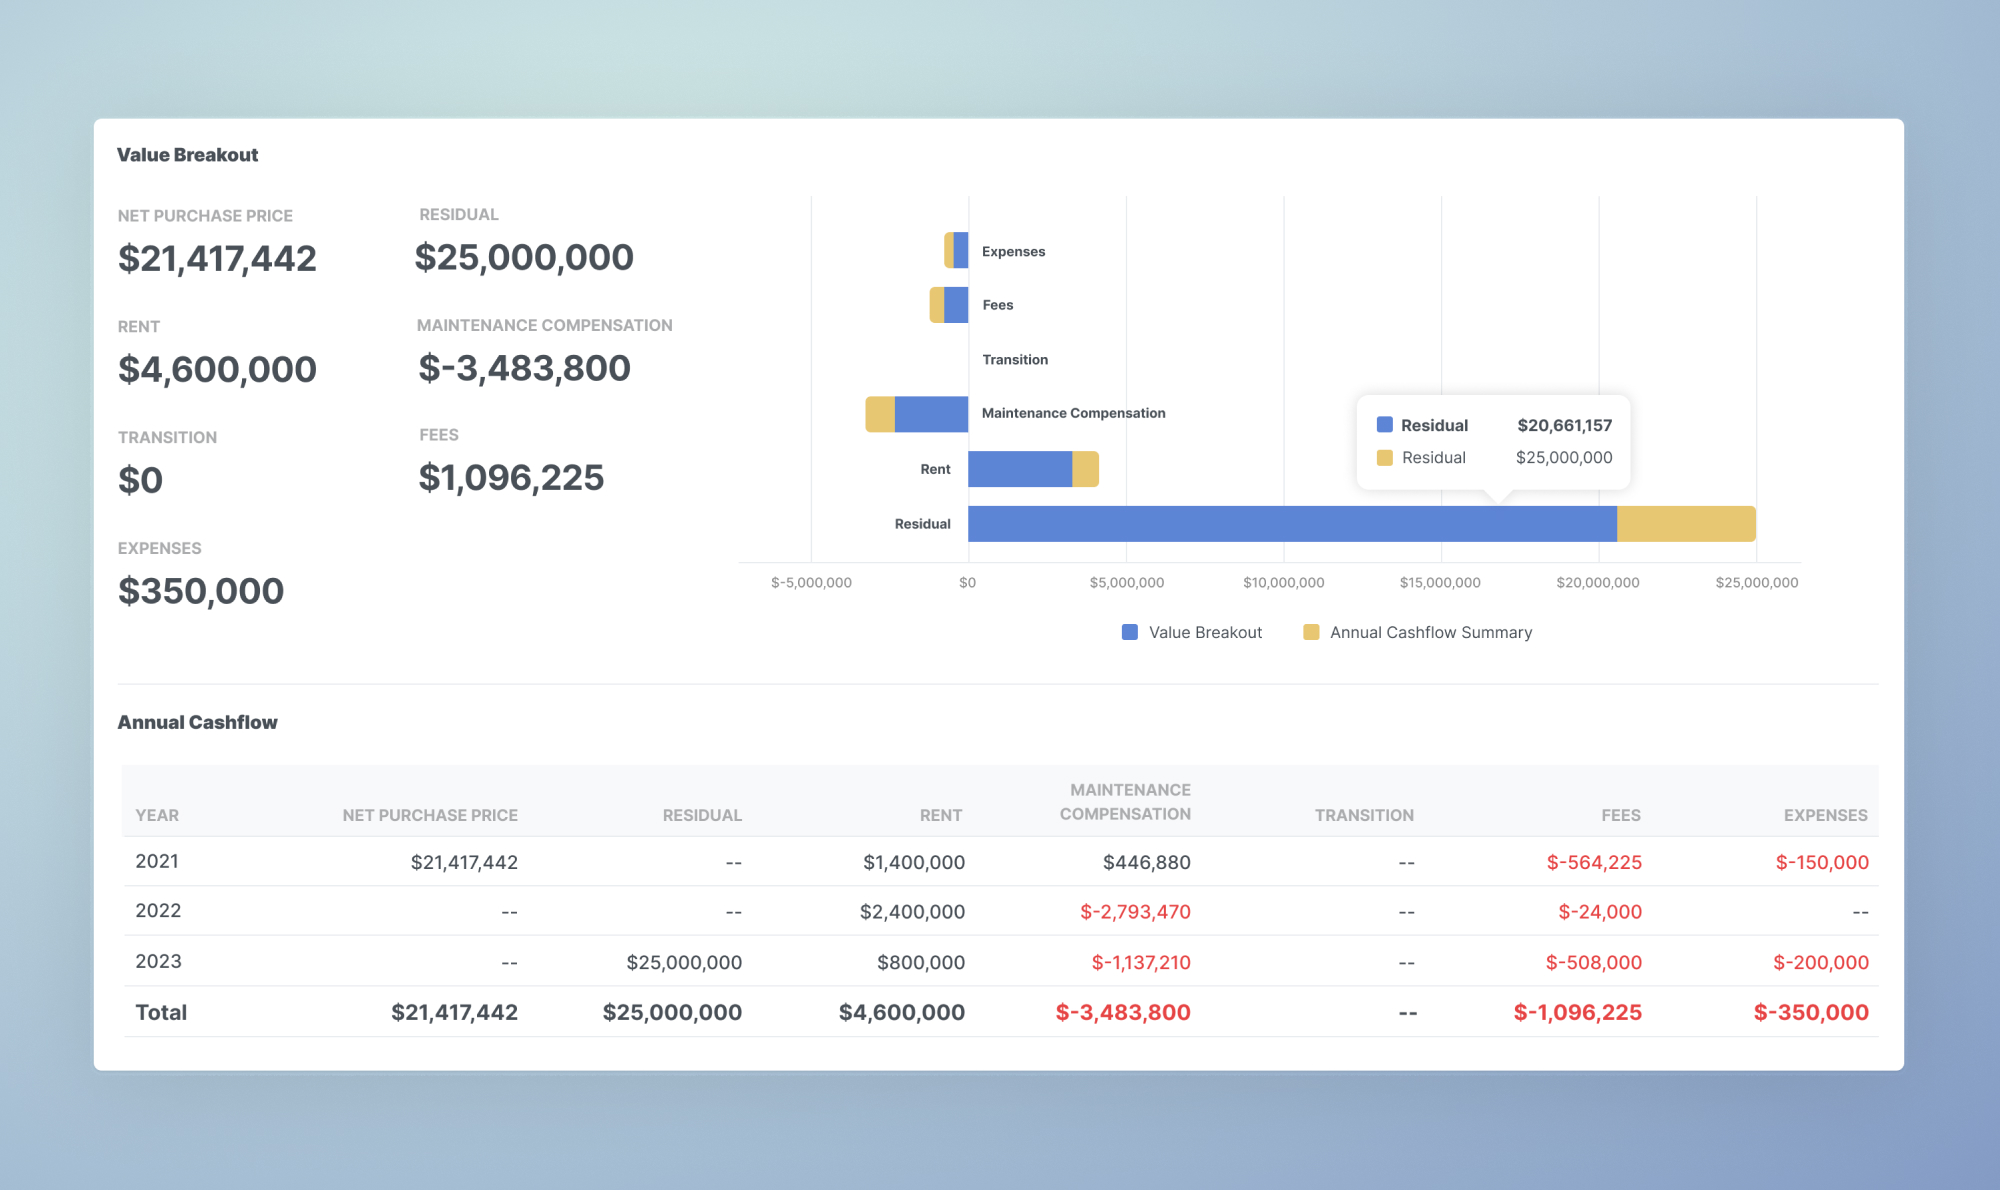 Value Breakout
NET PURCHASE PRICE
$21,417,442
RESIDUAL
$25,000,000
RENT
$4,600,000
MAINTENANCE COMPENSATION
$-3,483,800
TRANSITION
$0
FEES
$1,096,225
EXPENSES
$350,000
Expenses
Fees
Transition
Maintenance Compensation
Rent
Residual
Residual $20,661,157
Residual $25,000,000
$-5,000,000 $0 $5,000,000 $10,000,000 $15,000,000 $20,000,000 $25,000,000
Value Breakout Annual Cashflow Summary
Annual Cashflow
YEAR NET PURCHASE PRICE RESIDUAL RENT MAINTENANCE COMPENSATION TRANSITION FEES EXPENSES
2021 $21,417,442 -- $1,400,000 $446,880 -- $-564,225 $-150,000
2022 -- -- $2,400,000 $-2,793,470 -- $-24,000 --
2023 -- $25,000,000 $800,000 $-1,137,210 -- $-508,000 $-200,000
Total $21,417,442 $25,000,000 $4,600,000 $-3,483,800 -- $-1,096,225 $-350,000